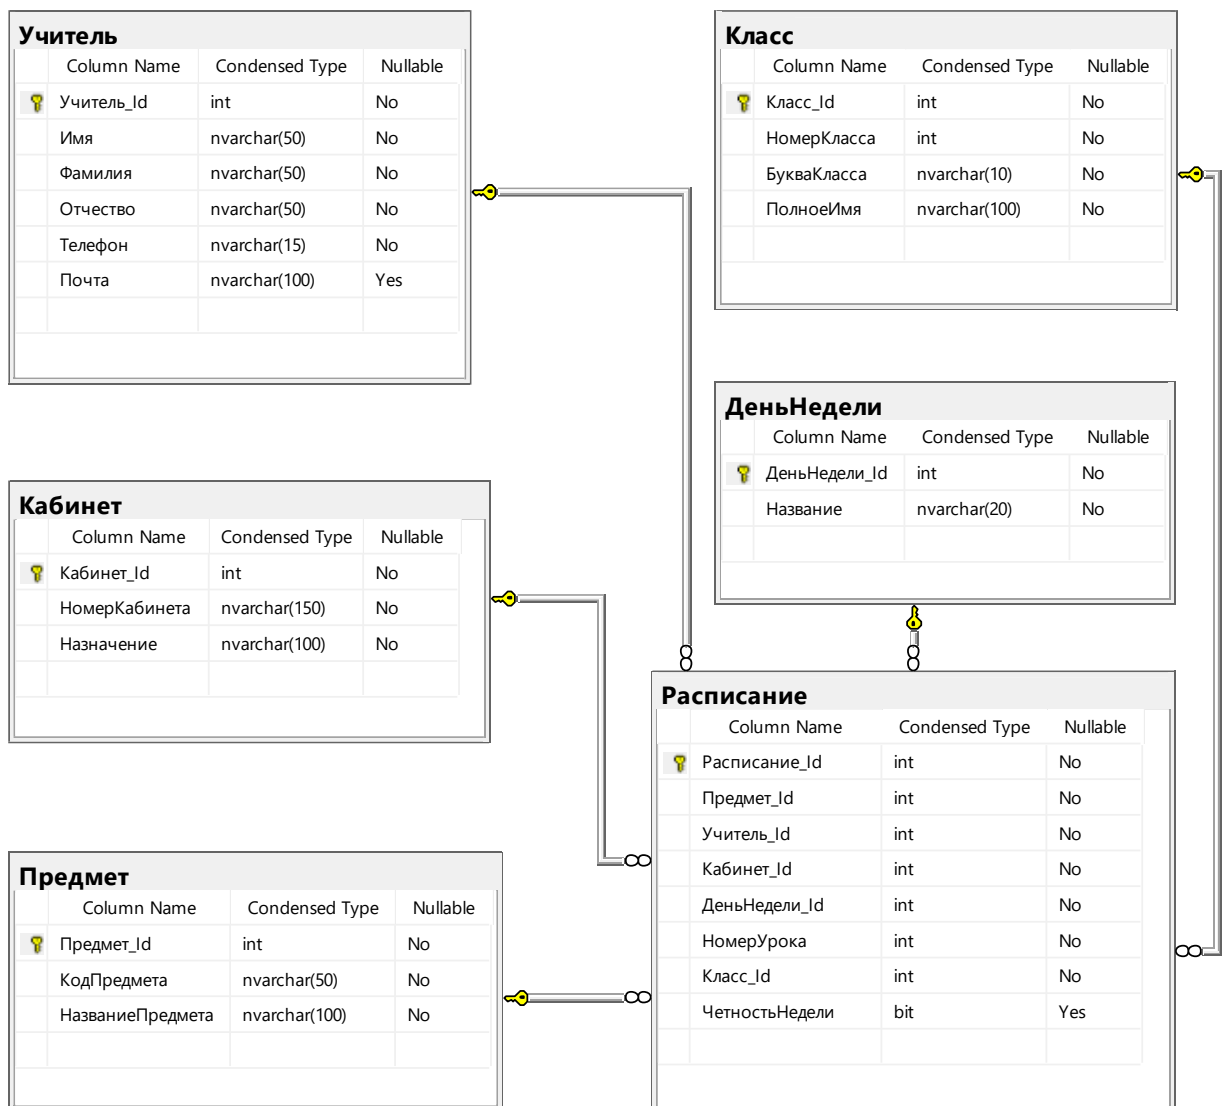 Учитель
Column Name Condensed Type Nullable
Учитель_Id int No
Имя nvarchar(50) No
Фамилия nvarchar(50) No
Отчество nvarchar(50) No
Телефон nvarchar(15) No
Почта nvarchar(100) Yes
Класс
Column Name Condensed Type Nullable
Класс_Id int No
НомерКласса int No
БукваКласса nvarchar(10) No
ПолноеИмя nvarchar(100) No
ДеньНедели
Column Name Condensed Type Nullable
ДеньНедели_Id int No
Название nvarchar(20) No
Кабинет
Column Name Condensed Type Nullable
Кабинет_Id int No
НомерКабинета nvarchar(150) No
Назначение nvarchar(100) No
Расписание
Column Name Condensed Type Nullable
Расписание_Id int No
Предмет_Id int No
Учитель_Id int No
Кабинет_Id int No
ДеньНедели_Id int No
НомерУрока int No
Класс_Id int No
ЧетностьНедели bit Yes
Предмет
Column Name Condensed Type Nullable
Предмет_Id int No
КодПредмета nvarchar(50) No
НазваниеПредмета nvarchar(100) No